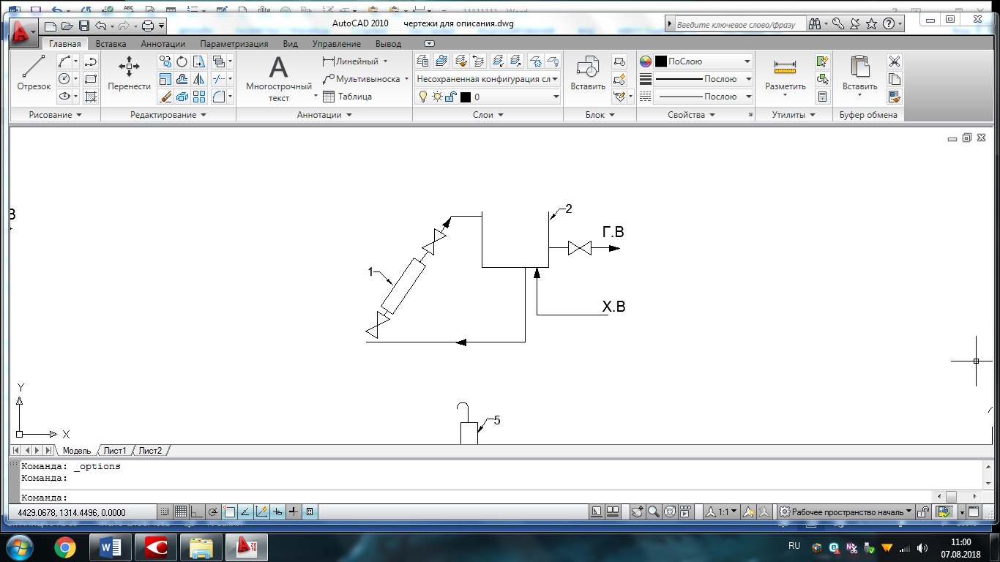 AutoCAD 2010 чертежи для описания.dwg
Введите ключевое слово/фразу
Главная Вставка Аннотации Параметризация Вид Управление Вывод
Отрезок
Перенести
А
Многострочный
текст
Линейный
Мультивыноска
Таблица
Несохраненная конфигурация сл
0
Вставить
ПоСлою
Послою
Послою
Разметить
Вставить
Рисование Редактирование Аннотации Слои Блок Свойства Утилиты Буфер обмена
В
2
Г.В
1
Х.В
5
Y
X
Модель Лист1 Лист2
Команда: _options
Команда:
Команда:
4429.0678, 1314.4496, 0.0000
1:1
Рабочее пространство началь
RU
11:00
07.08.2018